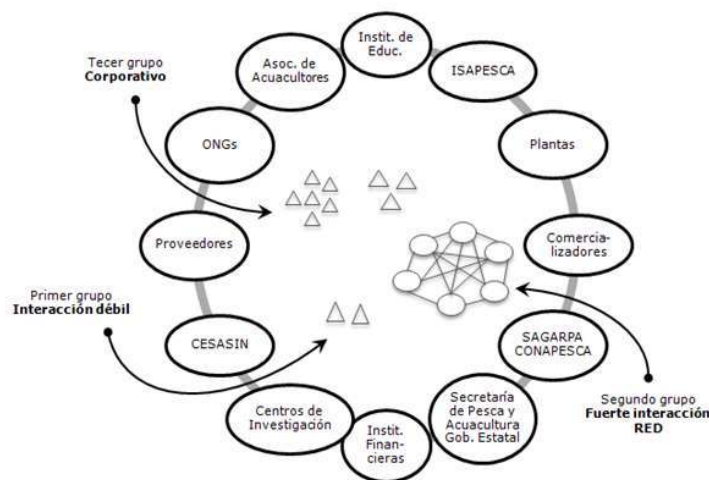 Instit. de
Educ.
Asoc. de
Acuacultores
ISAPESCA
Tecer grupo
Corporativo
ONGs
Plantas
Proveedores
Comercia-
lizadores
Primer grupo
Interacción débil
CESASIN
SAGARPA
CONAPESCA
Centros de
Investigación
Instit.
Finan-
cieras
Secretaría
de Pesca y
Acuacultura
Gob. Estatal
Segundo grupo
Fuerte interacción
RED